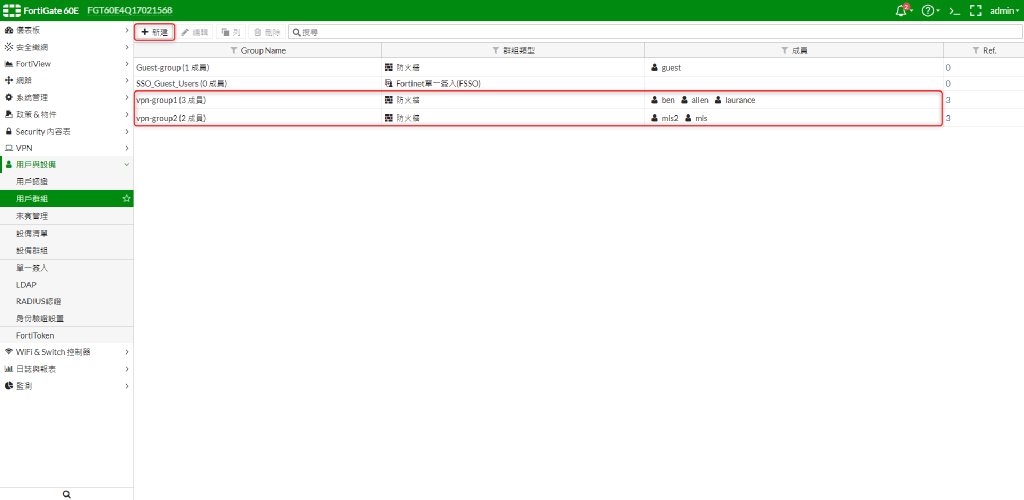 FortiGate 60E FGT60E4Q17021568
2 admin
儀表板
安全織網
FortiView
網路
系統管理
政策 & 物件
Security 內容表
VPN
用戶與設備
用戶認證
用戶群組
來賓管理
設備清單
設備群組
單一簽入
LDAP
RADIUS認證
身份驗證設置
FortiToken
WiFi & Switch 控制器
日誌與報表
監測
新建 編輯 刪除 搜尋
Group Name 群組類型 成員 Ref.
Guest-group (1 成員) 防火牆 guest 0
SSO_Guest_Users (0 成員) Fortinet單一簽入(FSSO) 0
vpn-group1 (3 成員) 防火牆 ben allen laurance 3
vpn-group2 (2 成員) 防火牆 mis2 mis 3